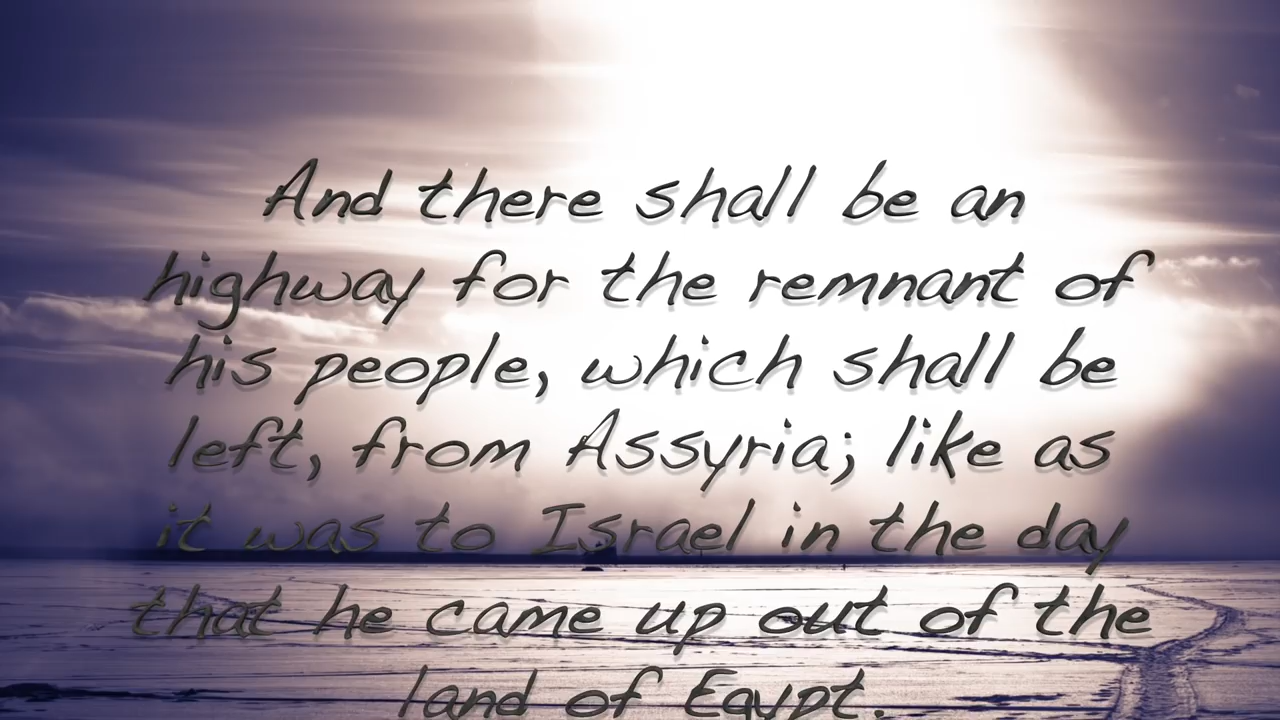 And there shall be an
highway for the remnant of
his people, which shall be
left, from Assyria; like as
it was to Israel in the day
that he came up out of the
land of Egypt.